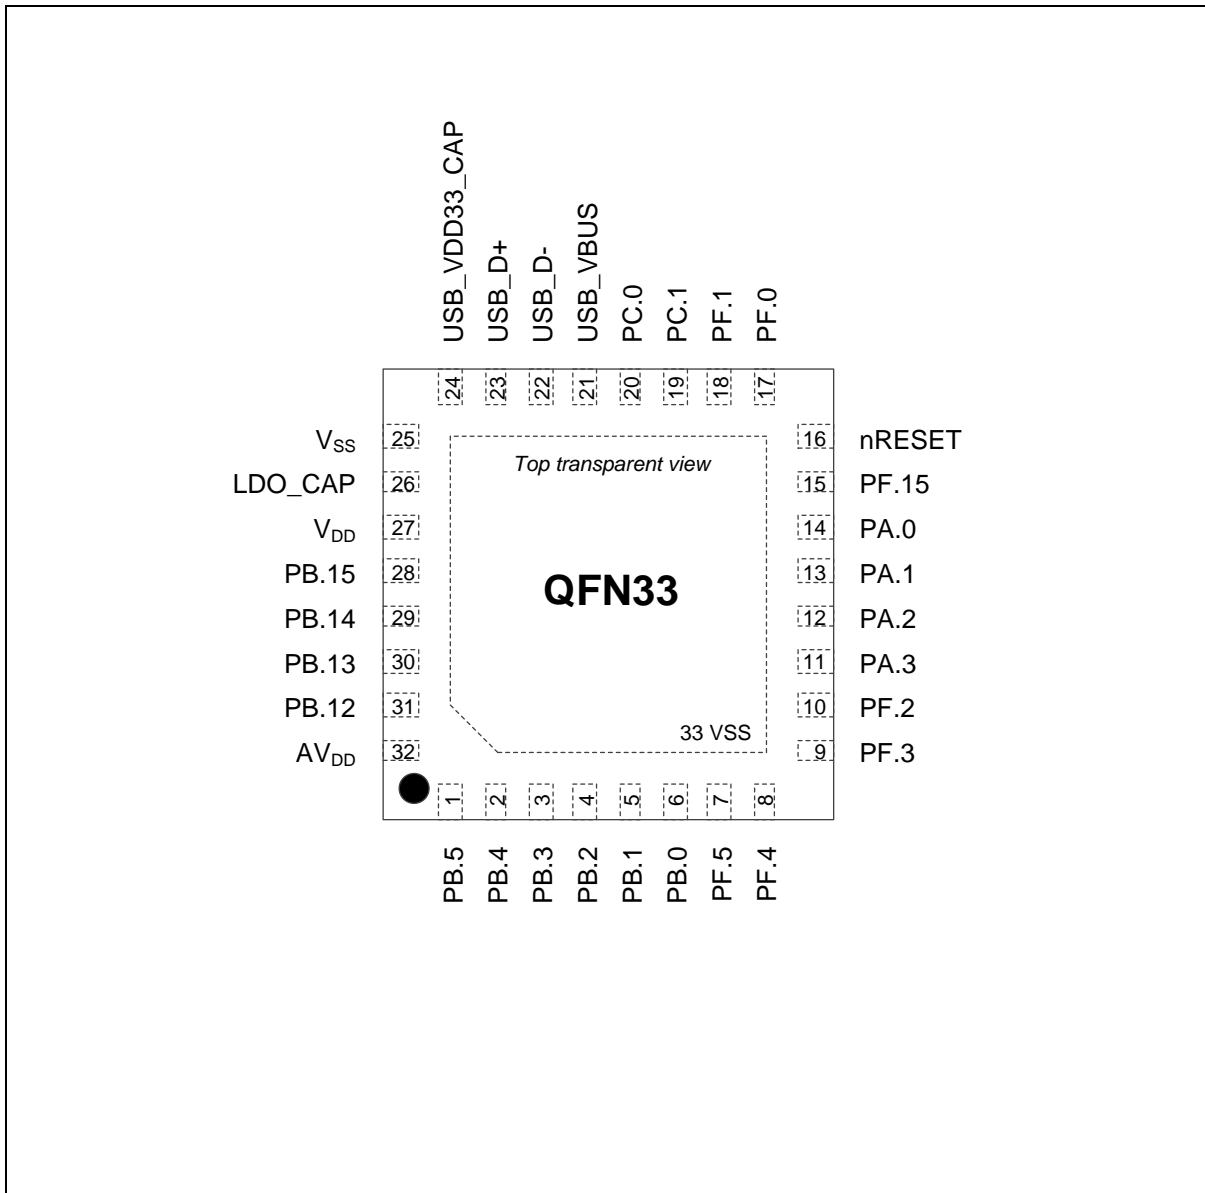 USB_VDD33_CAP
USB_D+
USB_D-
USB_VBUS
PC.0
PC.1
PF.1
PF.0
24
23
22
21
20
19
18
17
VSS 25
LDO_CAP 26
VDD 27
PB.15 28
PB.14 29
PB.13 30
PB.12 31
AVDD 32
Top transparent view
QFN33
33 VSS
16 nRESET
15 PF.15
14 PA.0
13 PA.1
12 PA.2
11 PA.3
10 PF.2
9 PF.3
1
2
3
4
5
6
7
8
PB.5
PB.4
PB.3
PB.2
PB.1
PB.0
PF.5
PF.4